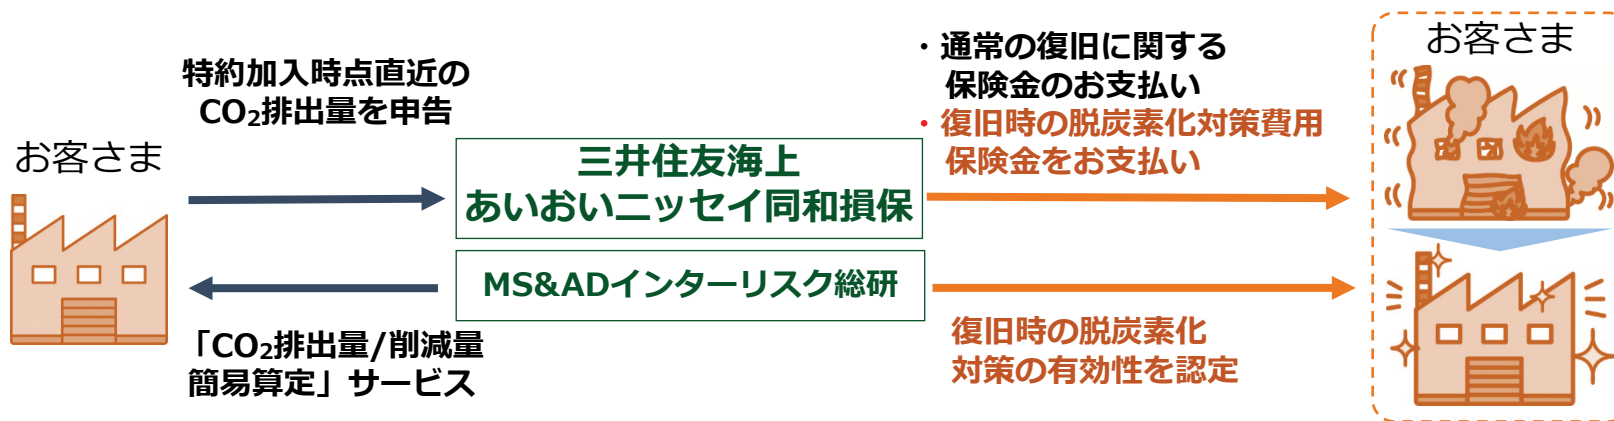 お客さま
特約加入時点直近の
CO₂排出量を申告
三井住友海上
あいおいニッセイ同和損保
MS&ADインターリスク総研
「CO₂排出量/削減量
簡易算定」サービス
・通常の復旧に関する
保険金のお支払い
・復旧時の脱炭素化対策費用
保険金をお支払い
復旧時の脱炭素化
対策の有効性を認定
お客さま